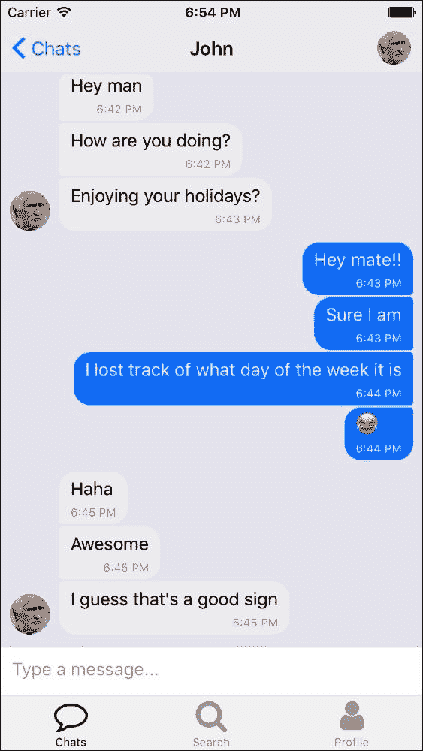 Carrier 6:54 PM
Chats John
Hey man
6:42 PM
How are you doing?
6:42 PM
Enjoying your holidays?
6:43 PM
Hey mate!!
6:43 PM
Sure I am
6:43 PM
I lost track of what day of the week it is
6:44 PM
6:44 PM
Haha
6:45 PM
Awesome
6:45 PM
I guess that's a good sign
6:45 PM
Type a message...
Chats Search Profile